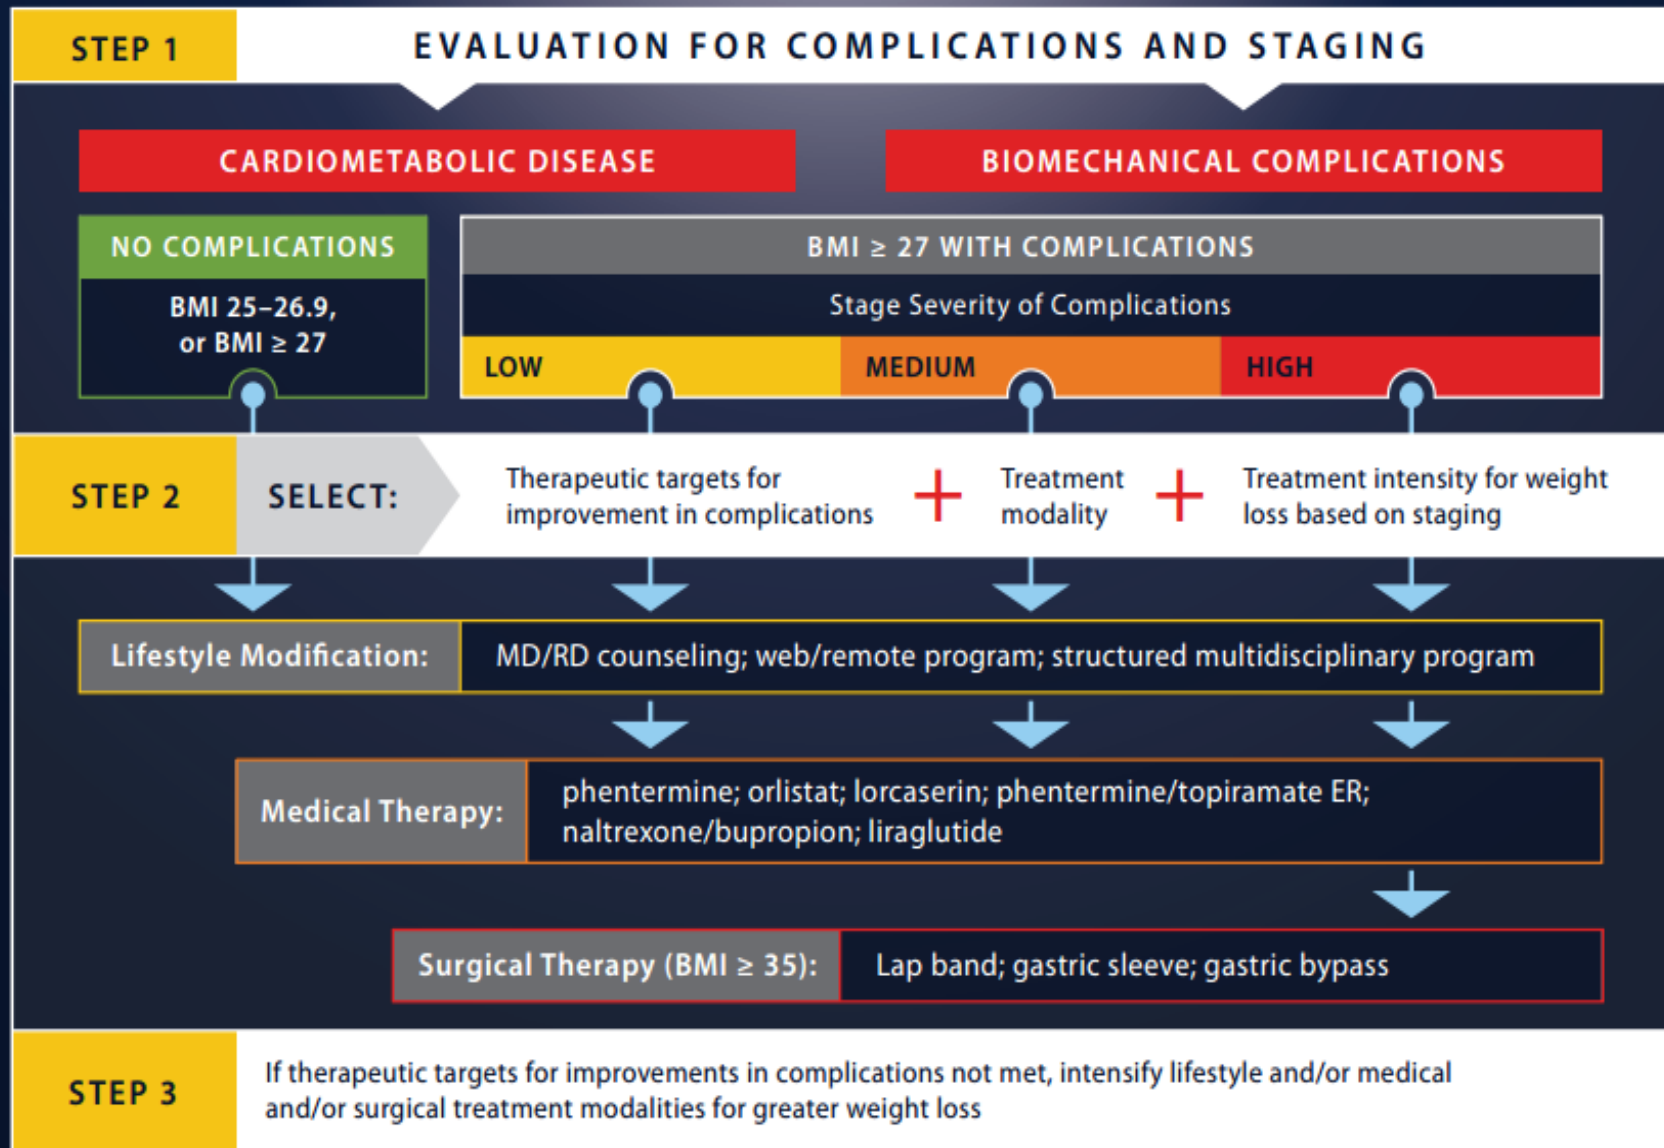 STEP 1
EVALUATION FOR COMPLICATIONS AND STAGING
CARDIOMETABOLIC DISEASE
BIOMECHANICAL COMPLICATIONS
NO COMPLICATIONS
BMI 25–26.9,
or BMI ≥ 27
BMI ≥ 27 WITH COMPLICATIONS
Stage Severity of Complications
LOW
MEDIUM
HIGH
STEP 2
SELECT:
Therapeutic targets for
improvement in complications
+
Treatment
modality
+
Treatment intensity for weight
loss based on staging
Lifestyle Modification:
MD/RD counseling; web/remote program; structured multidisciplinary program
Medical Therapy:
phentermine; orlistat; lorcaserin; phentermine/topiramate ER;
naltrexone/bupropion; liraglutide
Surgical Therapy (BMI ≥ 35):
Lap band; gastric sleeve; gastric bypass
STEP 3
If therapeutic targets for improvements in complications not met, intensify lifestyle and/or medical
and/or surgical treatment modalities for greater weight loss